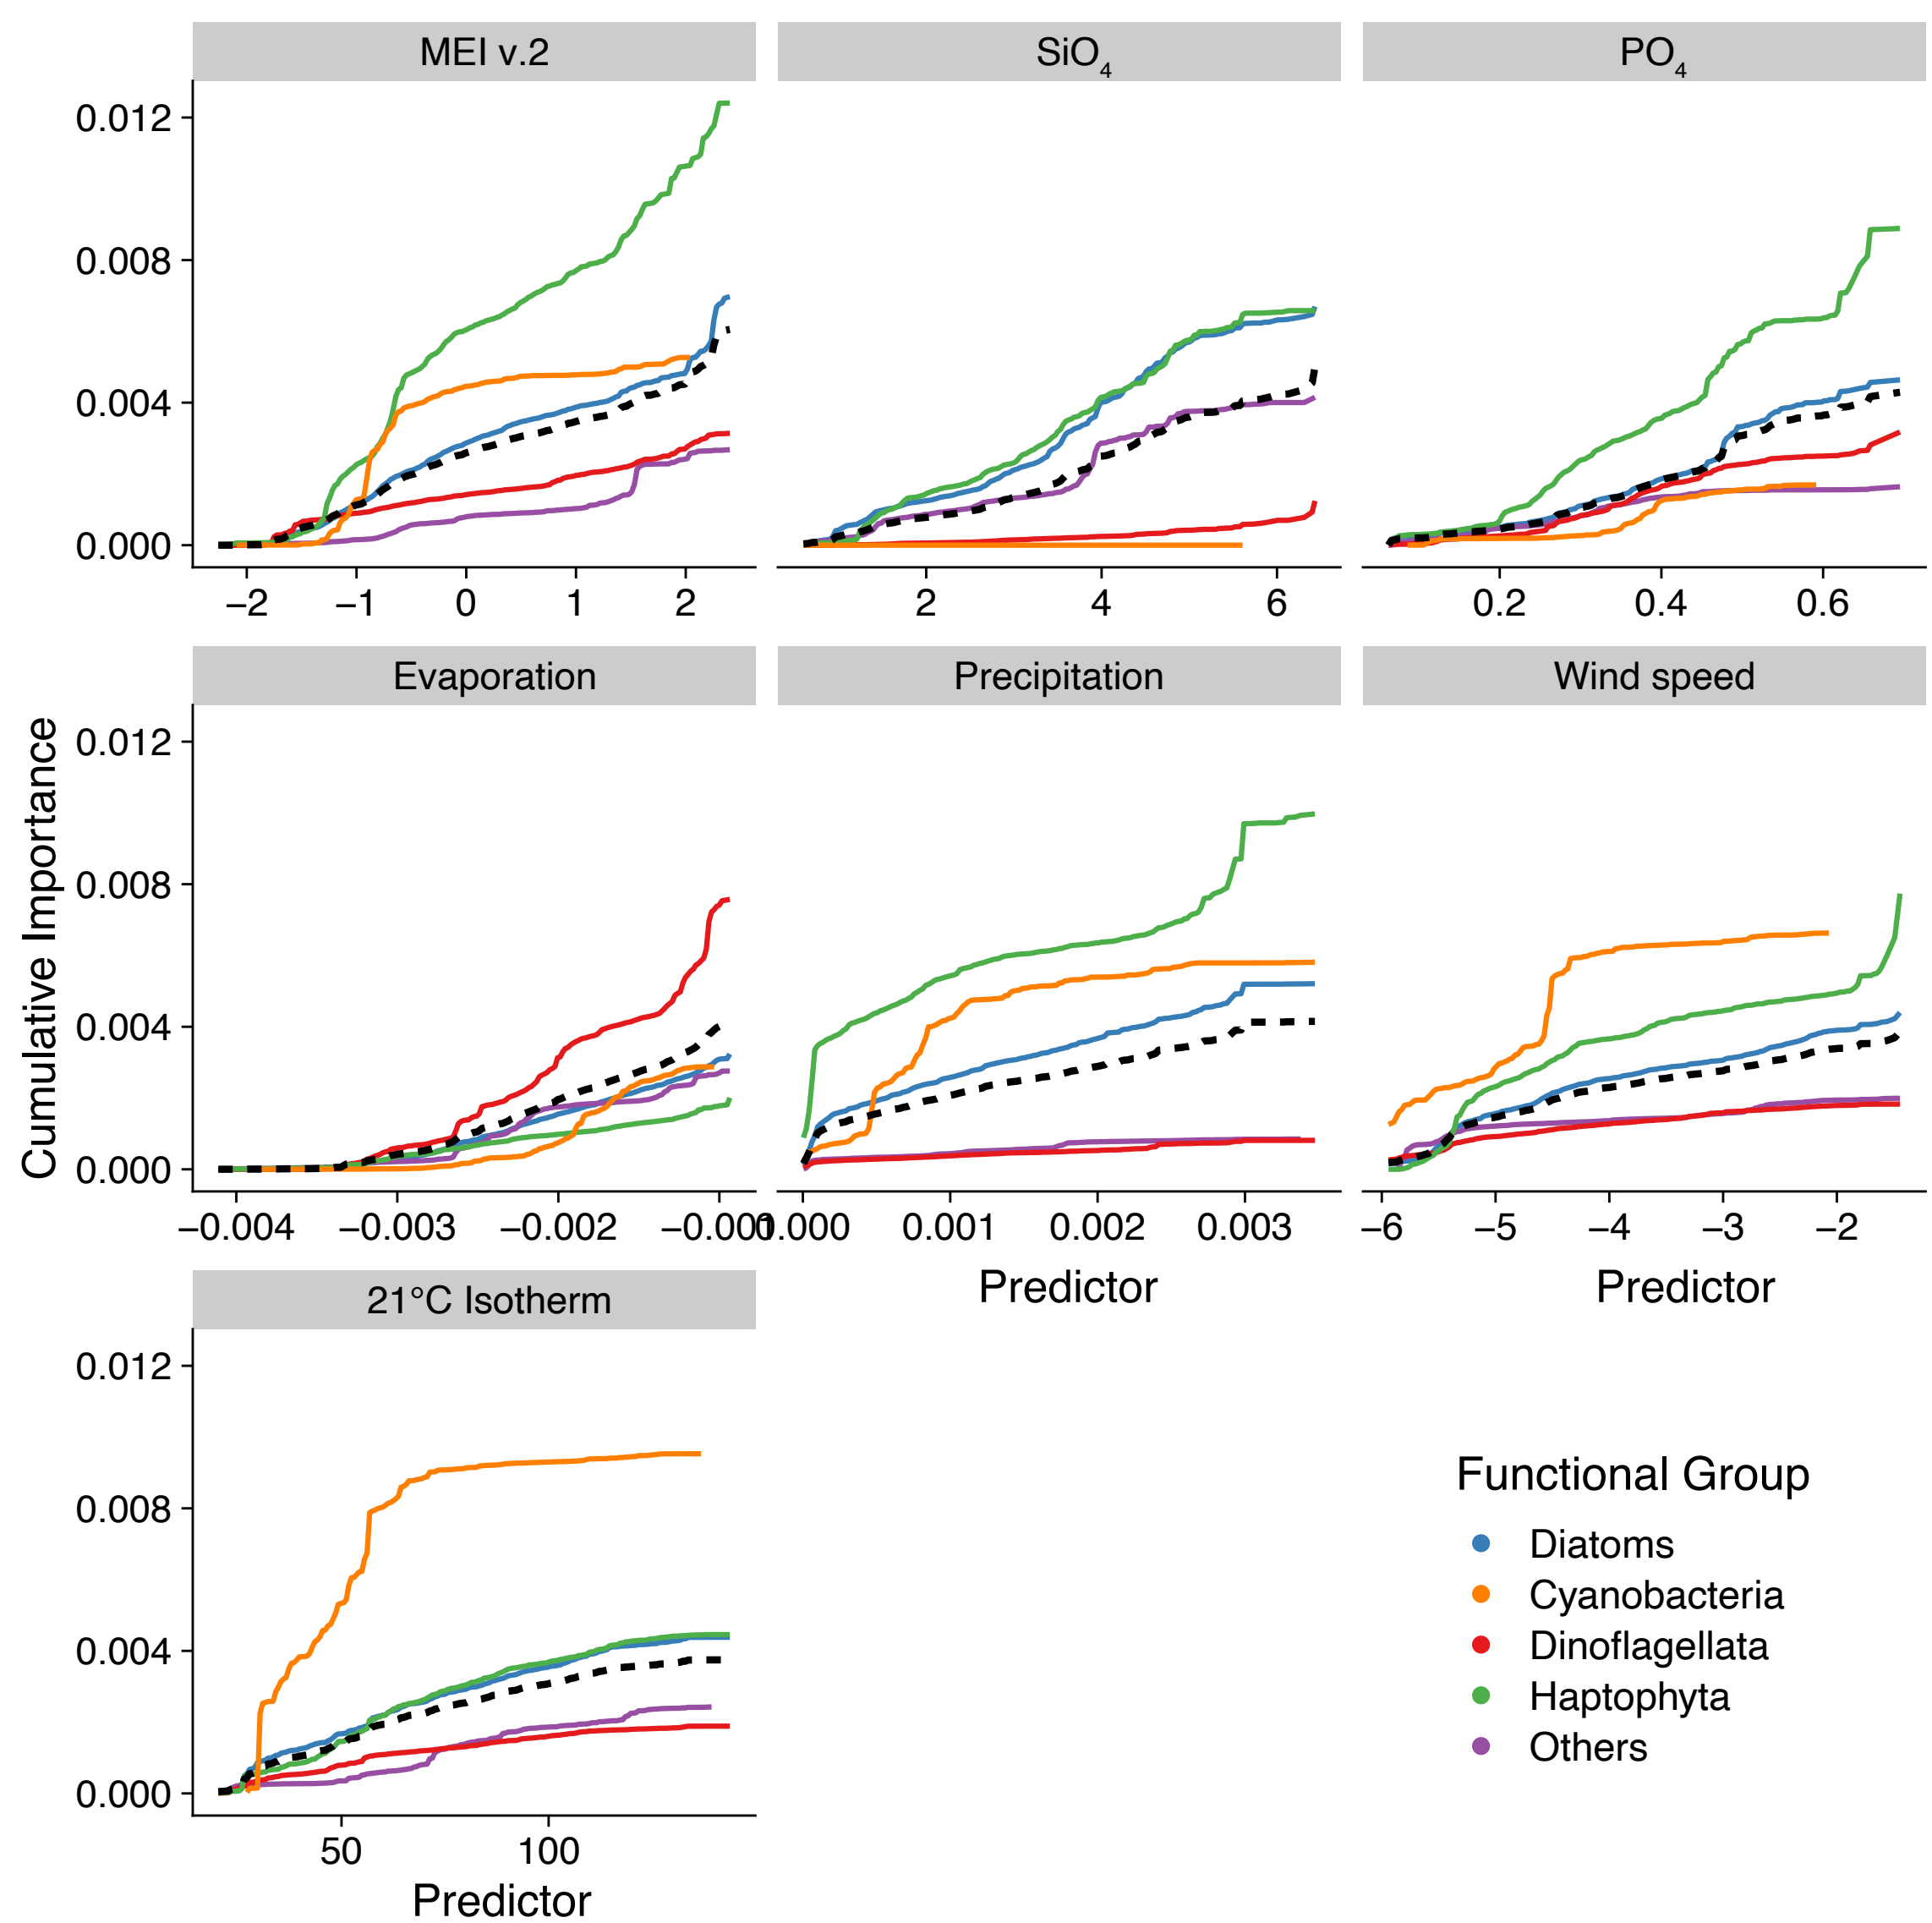 MEI v.2
SiO4
PO4
0.012
0.008
0.004
0.000
−2 −1 0 1 2
2 4 6
0.2 0.4 0.6
Evaporation
Precipitation
Wind speed
Cumulative Importance
0.012
0.008
0.004
0.000
−0.004 −0.003 −0.002 −0.001
0.000 0.001 0.002 0.003
−6 −5 −4 −3 −2
Predictor
Predictor
21°C Isotherm
0.012
0.008
0.004
0.000
50 100
Predictor
Functional Group
Diatoms
Cyanobacteria
Dinoflagellata
Haptophyta
Others